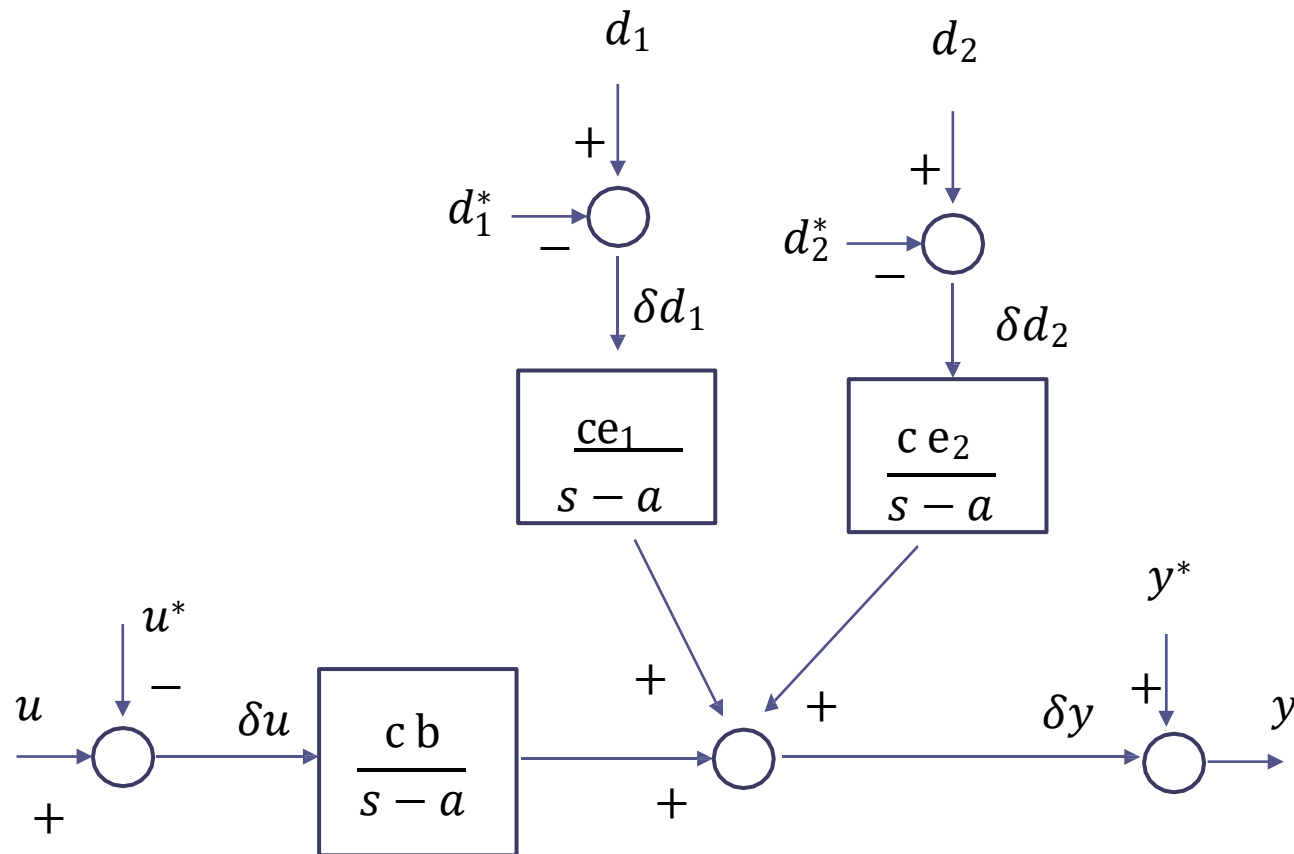 d₁
d₂
+
+
d₁*
−
d₂*
−
δd₁
δd₂
ce₁
s − a
c e₂
s − a
y*
u*
−
+
+
+
u
δu
c b
s − a
δy
y
+
+